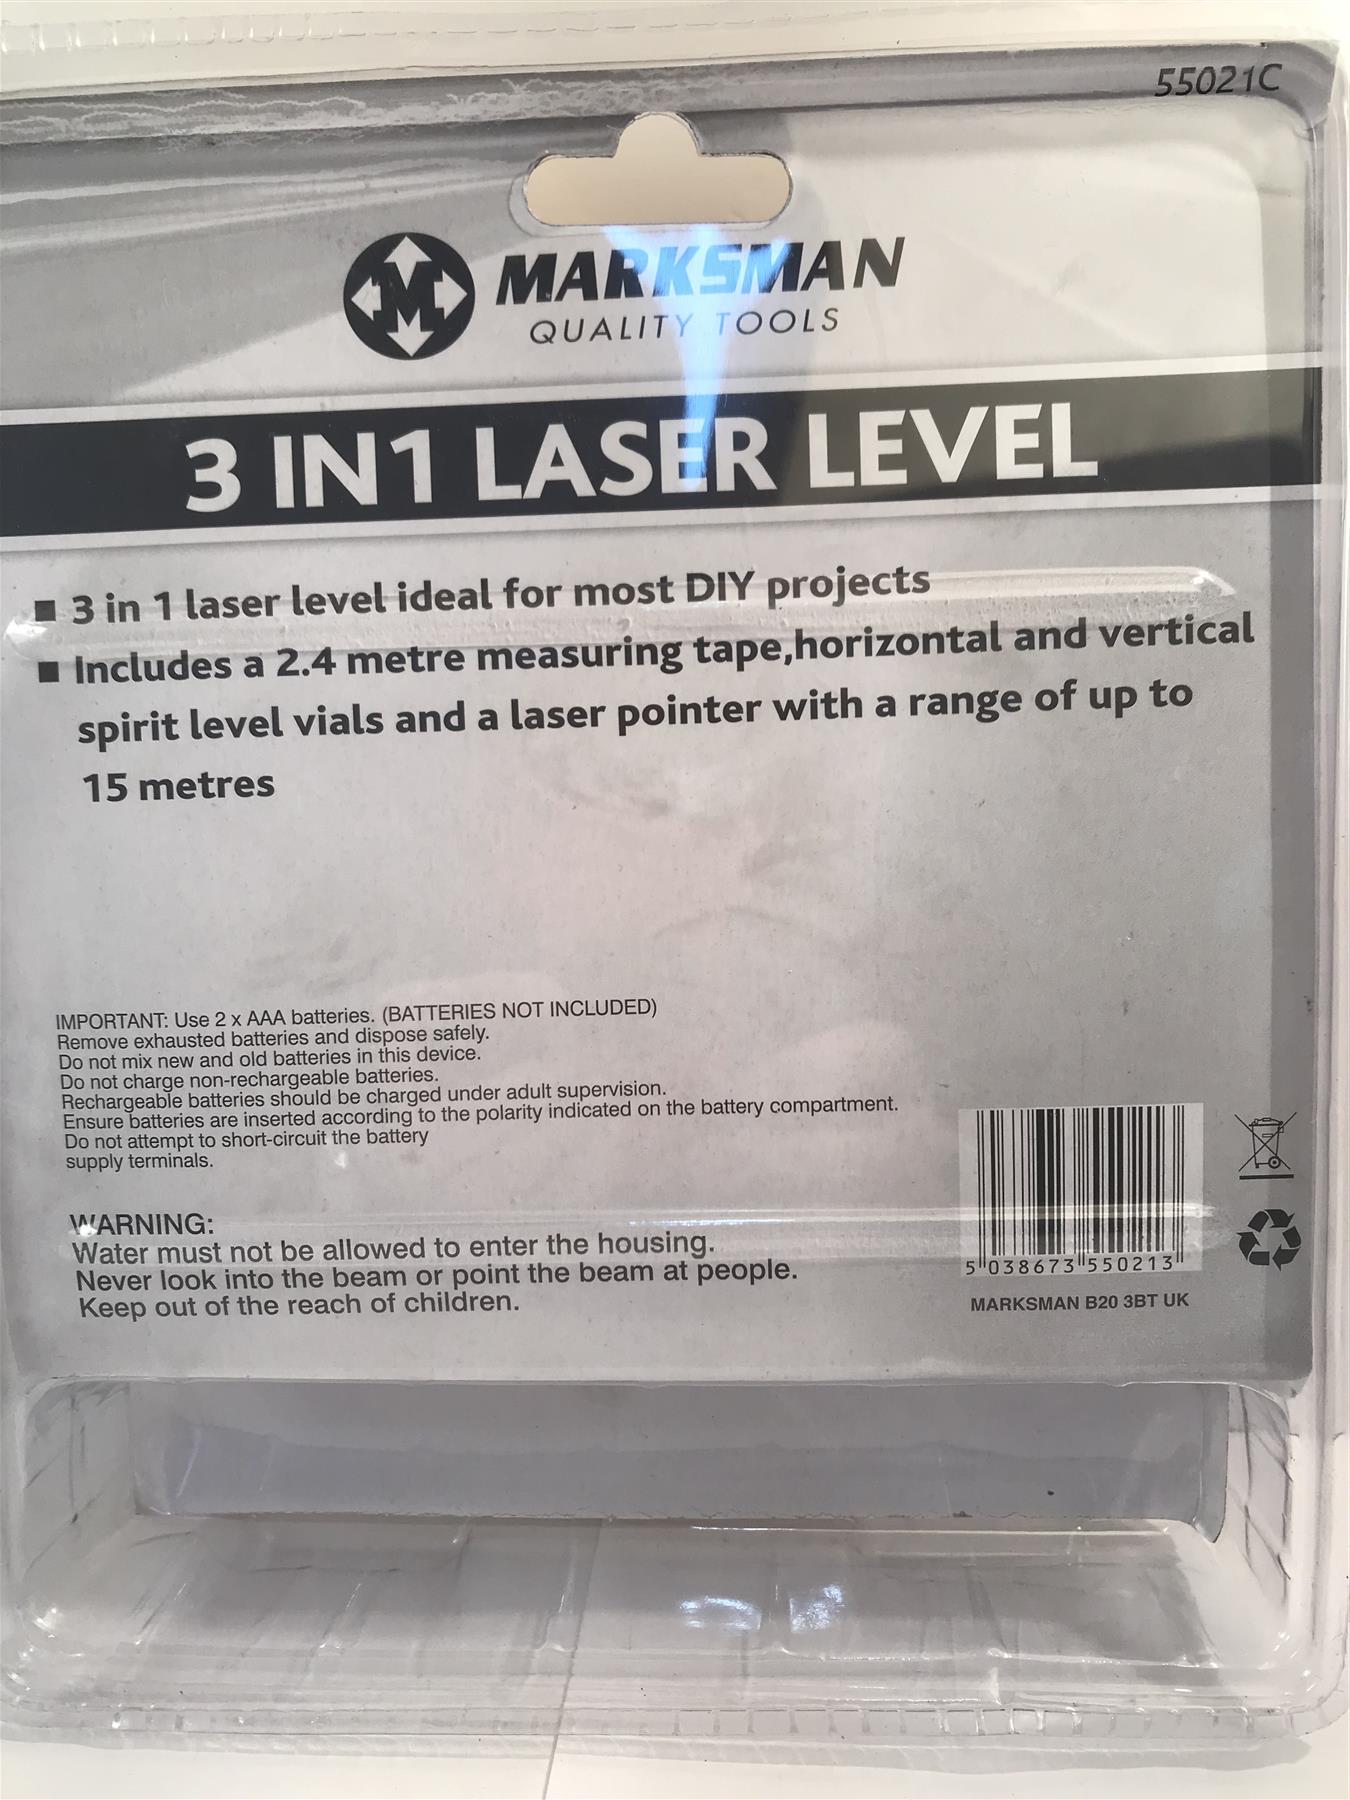 55021C
M MARKSMAN
QUALITY TOOLS
3 IN1 LASER LEVEL
■ 3 in 1 laser level ideal for most DIY projects
■ Includes a 2.4 metre measuring tape,horizontal and vertical
spirit level vials and a laser pointer with a range of up to
15 metres
IMPORTANT: Use 2 x AAA batteries. (BATTERIES NOT INCLUDED)
Remove exhausted batteries and dispose safely.
Do not mix new and old batteries in this device.
Do not charge non-rechargeable batteries.
Rechargeable batteries should be charged under adult supervision.
Ensure batteries are inserted according to the polarity indicated on the battery compartment.
Do not attempt to short-circuit the battery
supply terminals.
WARNING:
Water must not be allowed to enter the housing.
Never look into the beam or point the beam at people.
Keep out of the reach of children.
5 038673 550213
MARKSMAN B20 3BT UK